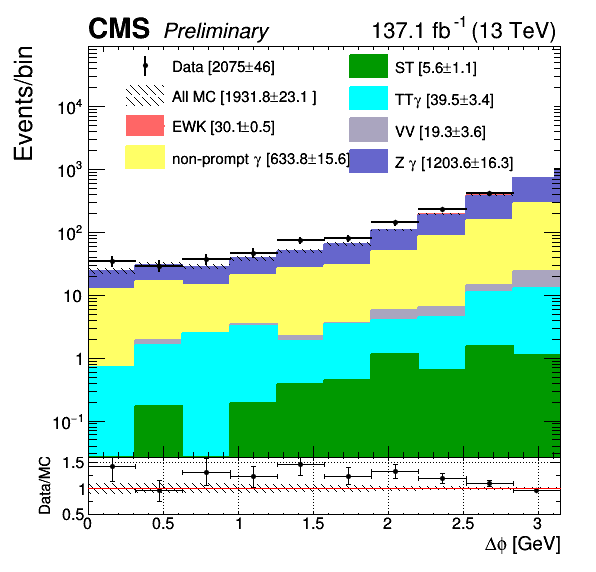 CMS Preliminary 137.1 fb⁻¹ (13 TeV)
Events/bin
Data [2075±46]
All MC [1931.8±23.1 ]
EWK [30.1±0.5]
non-prompt γ [633.8±15.6]
ST [5.6±1.1]
TTγ [39.5±3.4]
VV [19.3±3.6]
Z γ [1203.6±16.3]
10⁴
10³
10²
10
1
10⁻¹
Data/MC
1.5
1
0.5
0 0.5 1 1.5 2 2.5 3
Δϕ [GeV]